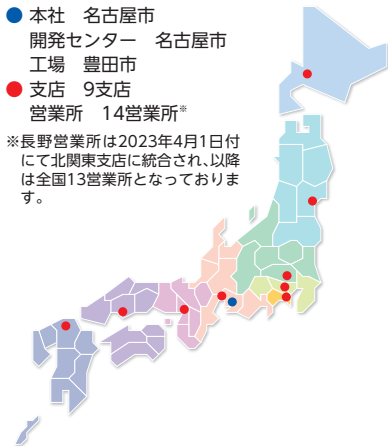 ● 本社　名古屋市
開発センター　名古屋市
工場　豊田市
● 支店　9支店
営業所　14営業所※
※長野営業所は2023年4月1日付
にて北関東支店に統合され、以降
は全国13営業所となっておりま
す。